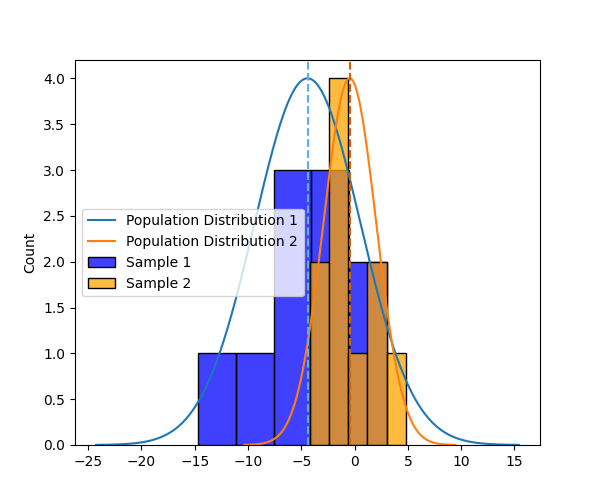 4.0
3.5
3.0
2.5
2.0
1.5
1.0
0.5
0.0
Count
Population Distribution 1
Population Distribution 2
Sample 1
Sample 2
−25 −20 −15 −10 −5 0 5 10 15